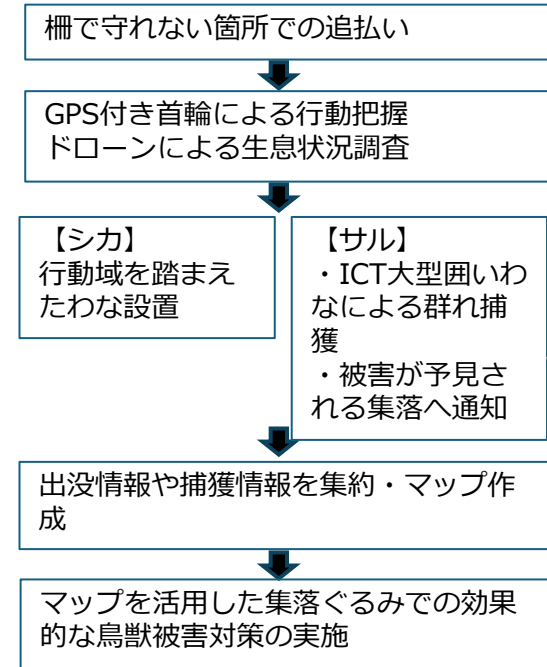 柵で守れない箇所での追払い
GPS付き首輪による行動把握
ドローンによる生息状況調査
【シカ】
行動域を踏まえ
たわな設置
【サル】
・ICT大型囲いわ
なによる群れ捕
獲
・被害が予見さ
れる集落へ通知
出没情報や捕獲情報を集約・マップ作
成
マップを活用した集落ぐるみでの効果
的な鳥獣被害対策の実施